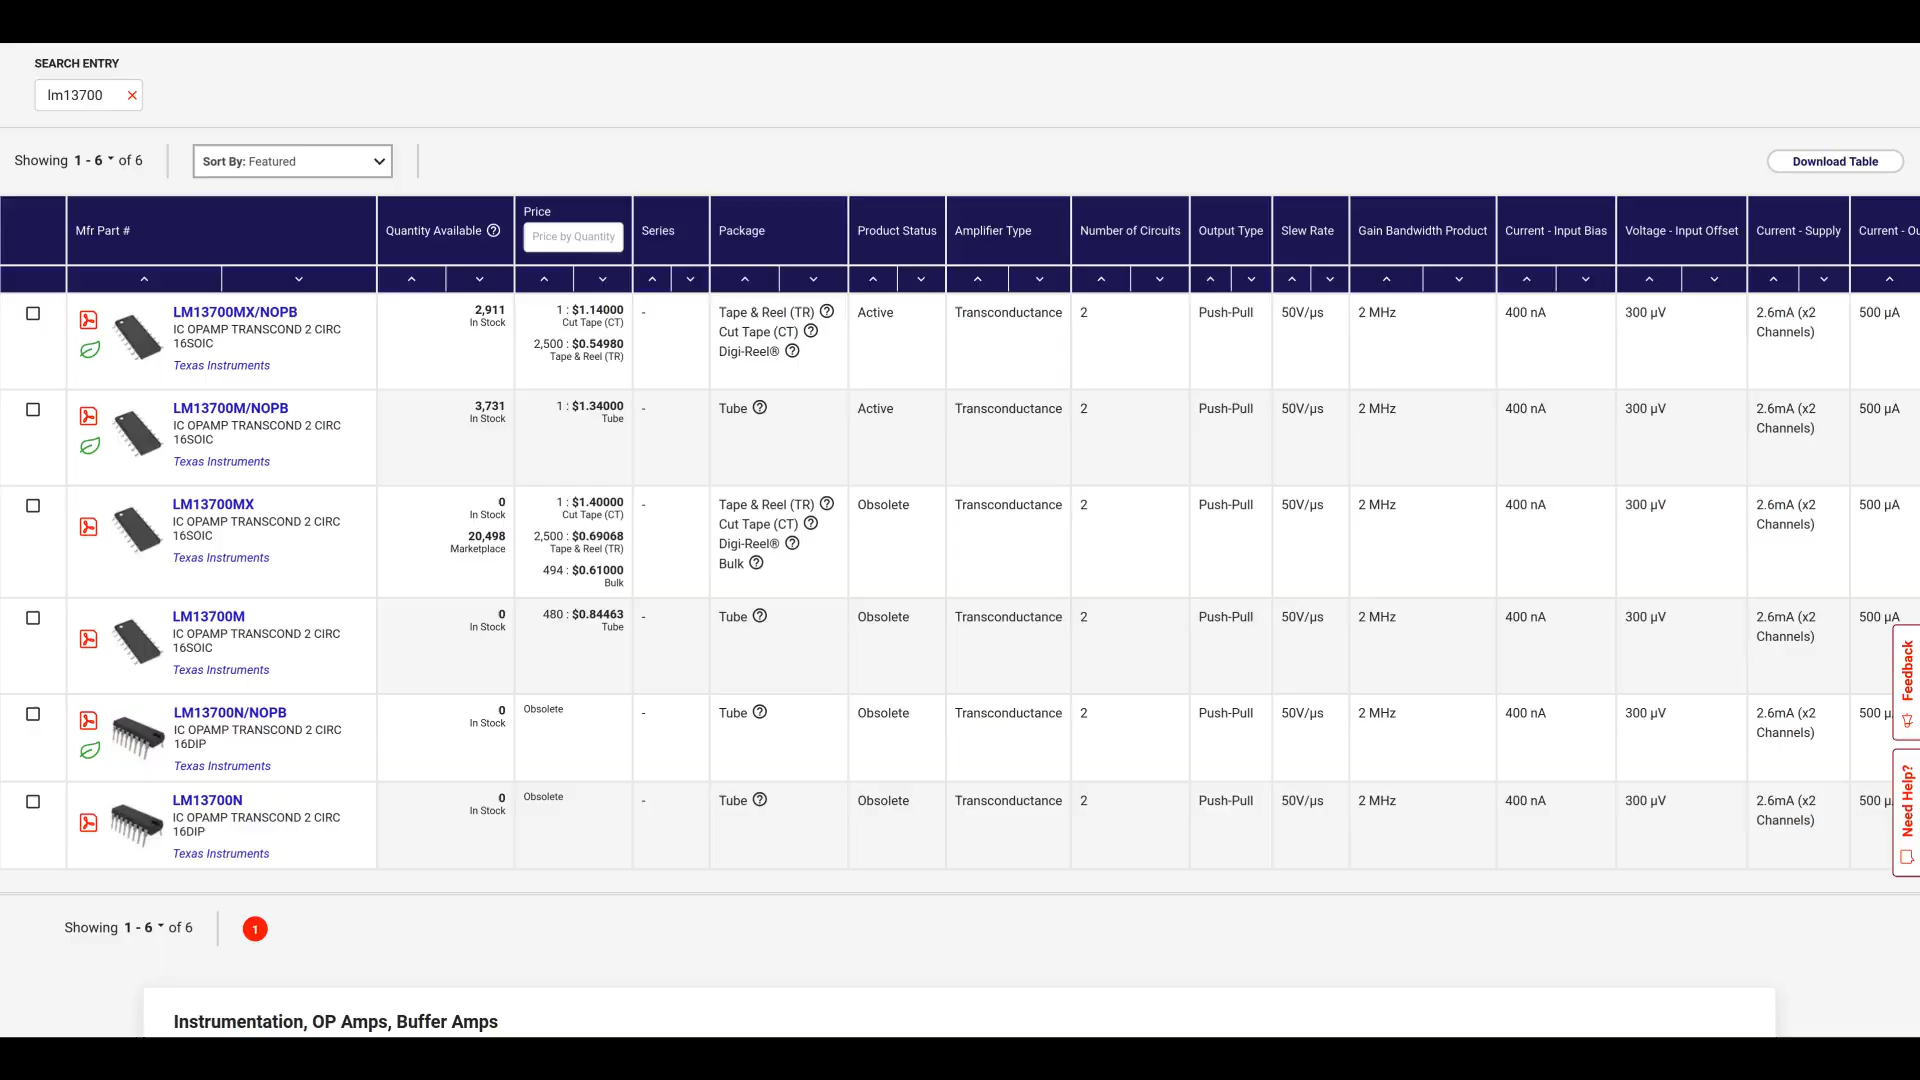 SEARCH ENTRY
lm13700
Showing 1 - 6 of 6
Sort By: Featured
Download Table
Mfr Part #
Quantity Available
Price
Price by Quantity
Series
Package
Product Status
Amplifier Type
Number of Circuits
Output Type
Slew Rate
Gain Bandwidth Product
Current - Input Bias
Voltage - Input Offset
Current - Supply
Current - Ou
LM13700MX/NOPB
IC OPAMP TRANSCOND 2 CIRC
16SOIC
Texas Instruments
2,911
In Stock
1 : $1.14000
Cut Tape (CT)
2,500 : $0.54980
Tape & Reel (TR)
-
Tape & Reel (TR)
Cut Tape (CT)
Digi-Reel®
Active
Transconductance
2
Push-Pull
50V/µs
2 MHz
400 nA
300 µV
2.6mA (x2
Channels)
500 µA
LM13700M/NOPB
IC OPAMP TRANSCOND 2 CIRC
16SOIC
Texas Instruments
3,731
In Stock
1 : $1.34000
Tube
-
Tube
Active
Transconductance
2
Push-Pull
50V/µs
2 MHz
400 nA
300 µV
2.6mA (x2
Channels)
500 µA
LM13700MX
IC OPAMP TRANSCOND 2 CIRC
16SOIC
Texas Instruments
0
In Stock
20,498
Marketplace
1 : $1.40000
Cut Tape (CT)
2,500 : $0.69068
Tape & Reel (TR)
494 : $0.61000
Bulk
-
Tape & Reel (TR)
Cut Tape (CT)
Digi-Reel®
Bulk
Obsolete
Transconductance
2
Push-Pull
50V/µs
2 MHz
400 nA
300 µV
2.6mA (x2
Channels)
500 µA
LM13700M
IC OPAMP TRANSCOND 2 CIRC
16SOIC
Texas Instruments
0
In Stock
480 : $0.84463
Tube
-
Tube
Obsolete
Transconductance
2
Push-Pull
50V/µs
2 MHz
400 nA
300 µV
2.6mA (x2
Channels)
500 µA
LM13700N/NOPB
IC OPAMP TRANSCOND 2 CIRC
16DIP
Texas Instruments
0
In Stock
Obsolete
-
Tube
Obsolete
Transconductance
2
Push-Pull
50V/µs
2 MHz
400 nA
300 µV
2.6mA (x2
Channels)
500 µ
LM13700N
IC OPAMP TRANSCOND 2 CIRC
16DIP
Texas Instruments
0
In Stock
Obsolete
-
Tube
Obsolete
Transconductance
2
Push-Pull
50V/µs
2 MHz
400 nA
300 µV
2.6mA (x2
Channels)
500 µ
Feedback
Need Help?
Showing 1 - 6 of 6
1
Instrumentation, OP Amps, Buffer Amps